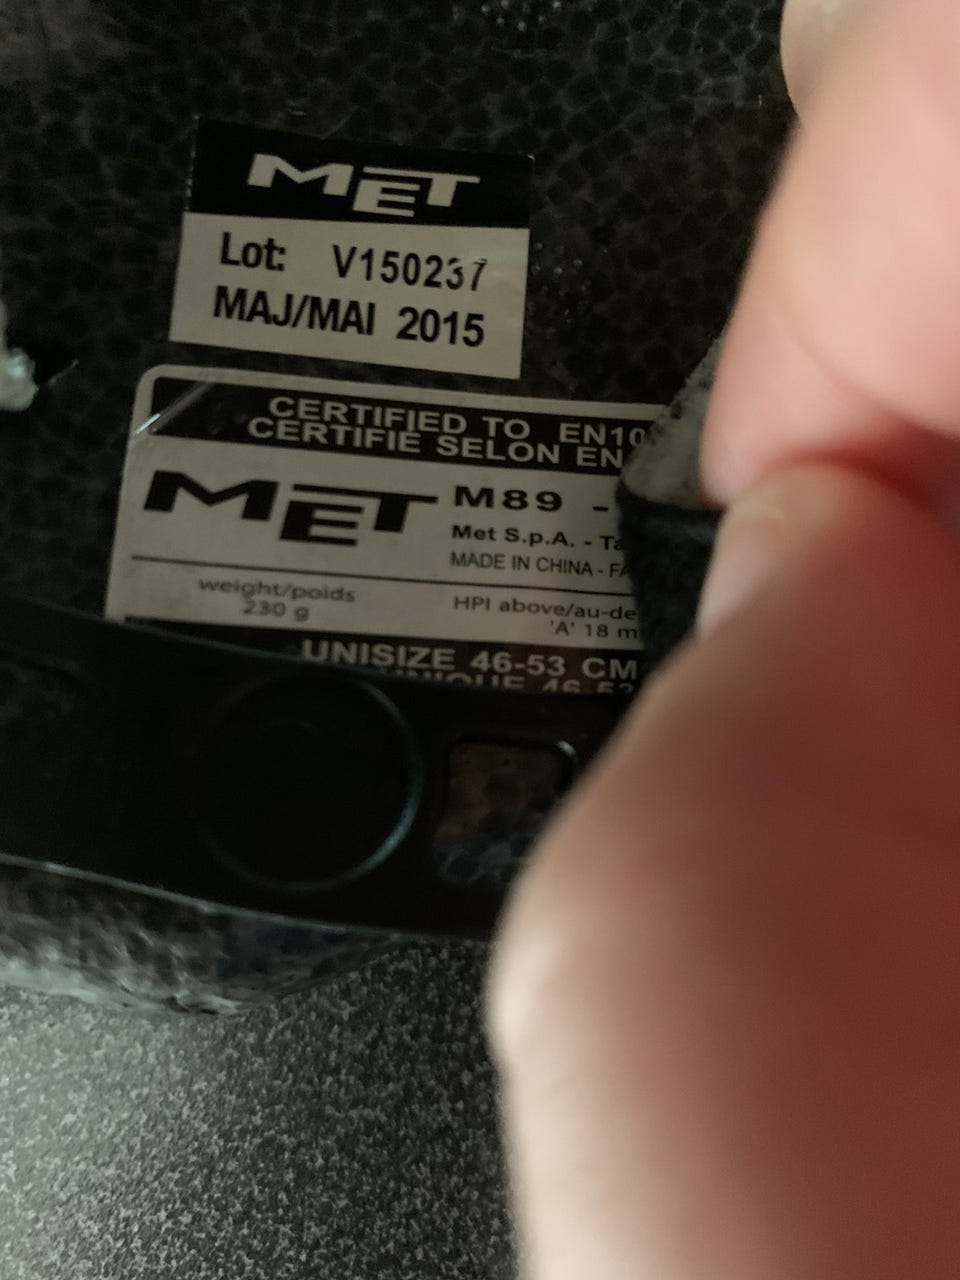 MET
Lot: V150237
MAJ/MAI 2015
CERTIFIED TO EN10
CERTIFIÉ SELON EN
MET M89 -
Met S.p.A. - Ta
MADE IN CHINA - FA
weight/poids
230 g
HPI above/au-de
'A' 18 m
UNISIZE 46-53 CM